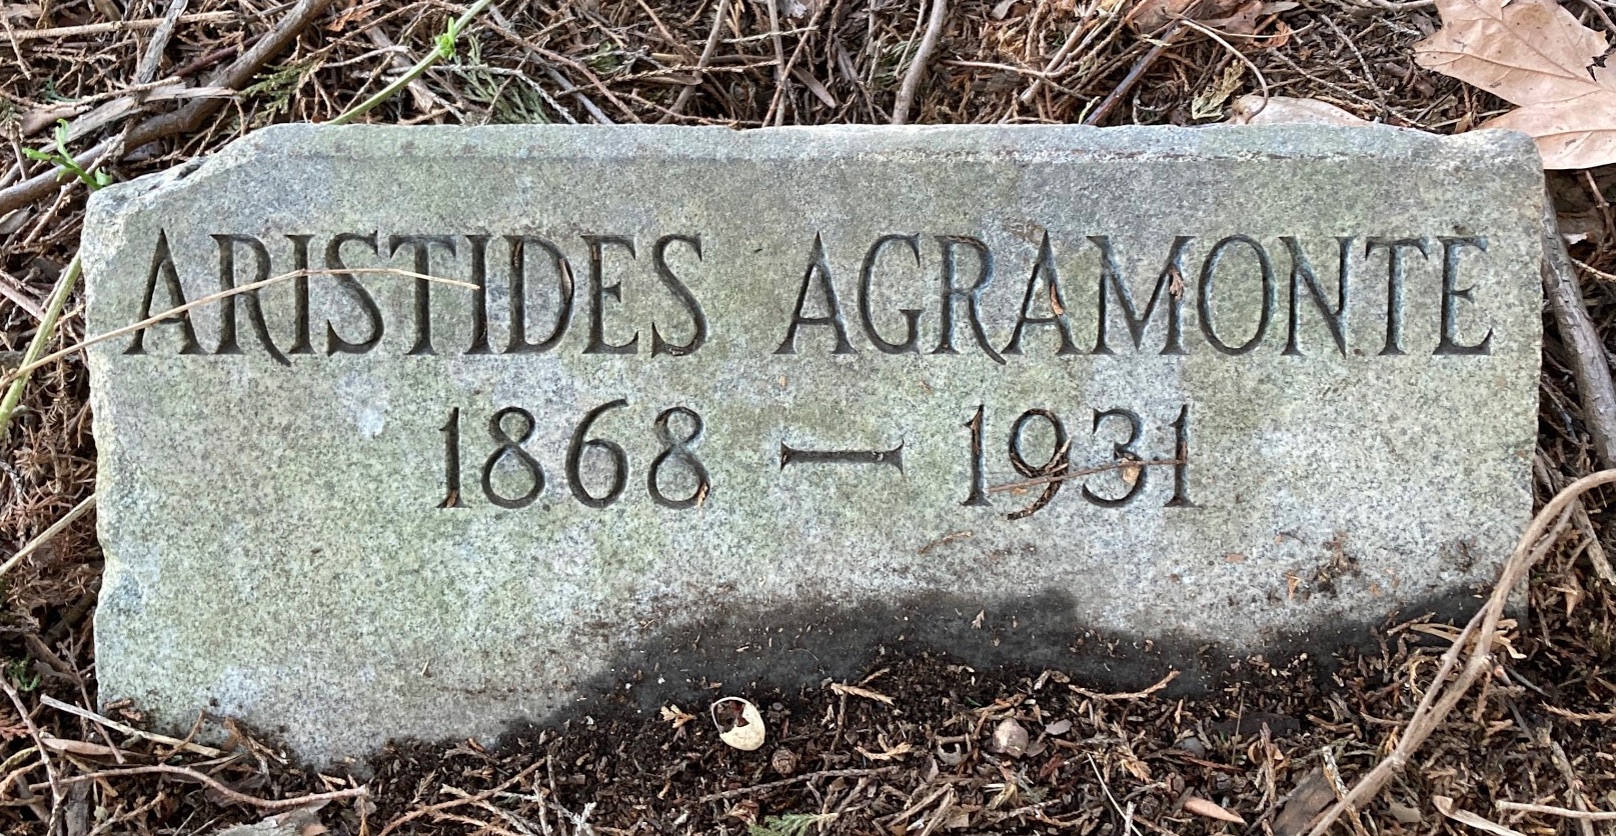 ARISTIDES AGRAMONTE
1868 – 1931